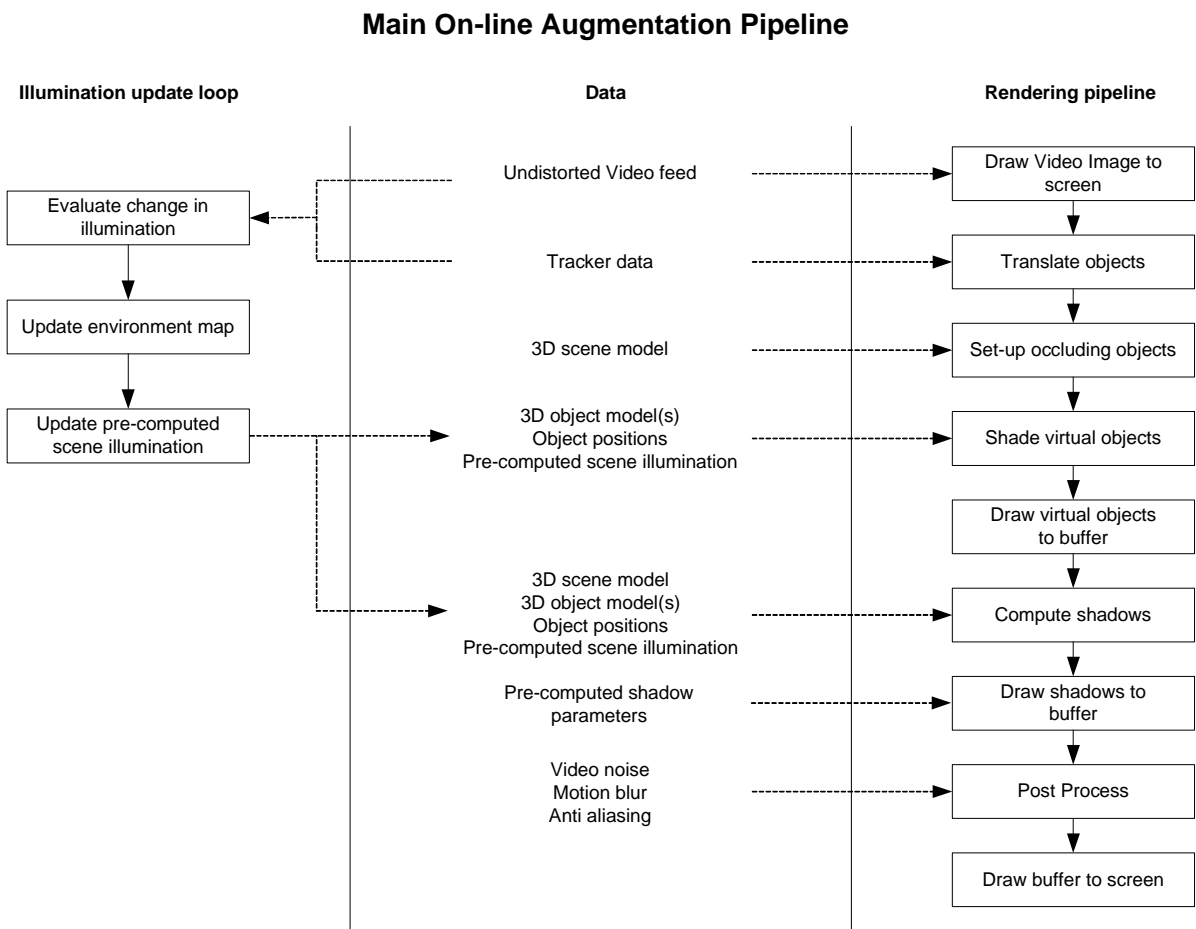 Main On-line Augmentation Pipeline
Illumination update loop
Data
Rendering pipeline
Undistorted Video feed
Draw Video Image to
screen
Evaluate change in
illumination
Tracker data
Translate objects
Update environment map
3D scene model
Set-up occluding objects
Update pre-computed
scene illumination
3D object model(s)
Object positions
Pre-computed scene illumination
Shade virtual objects
Draw virtual objects
to buffer
3D scene model
3D object model(s)
Object positions
Pre-computed scene illumination
Compute shadows
Pre-computed shadow
parameters
Draw shadows to
buffer
Video noise
Motion blur
Anti aliasing
Post Process
Draw buffer to screen